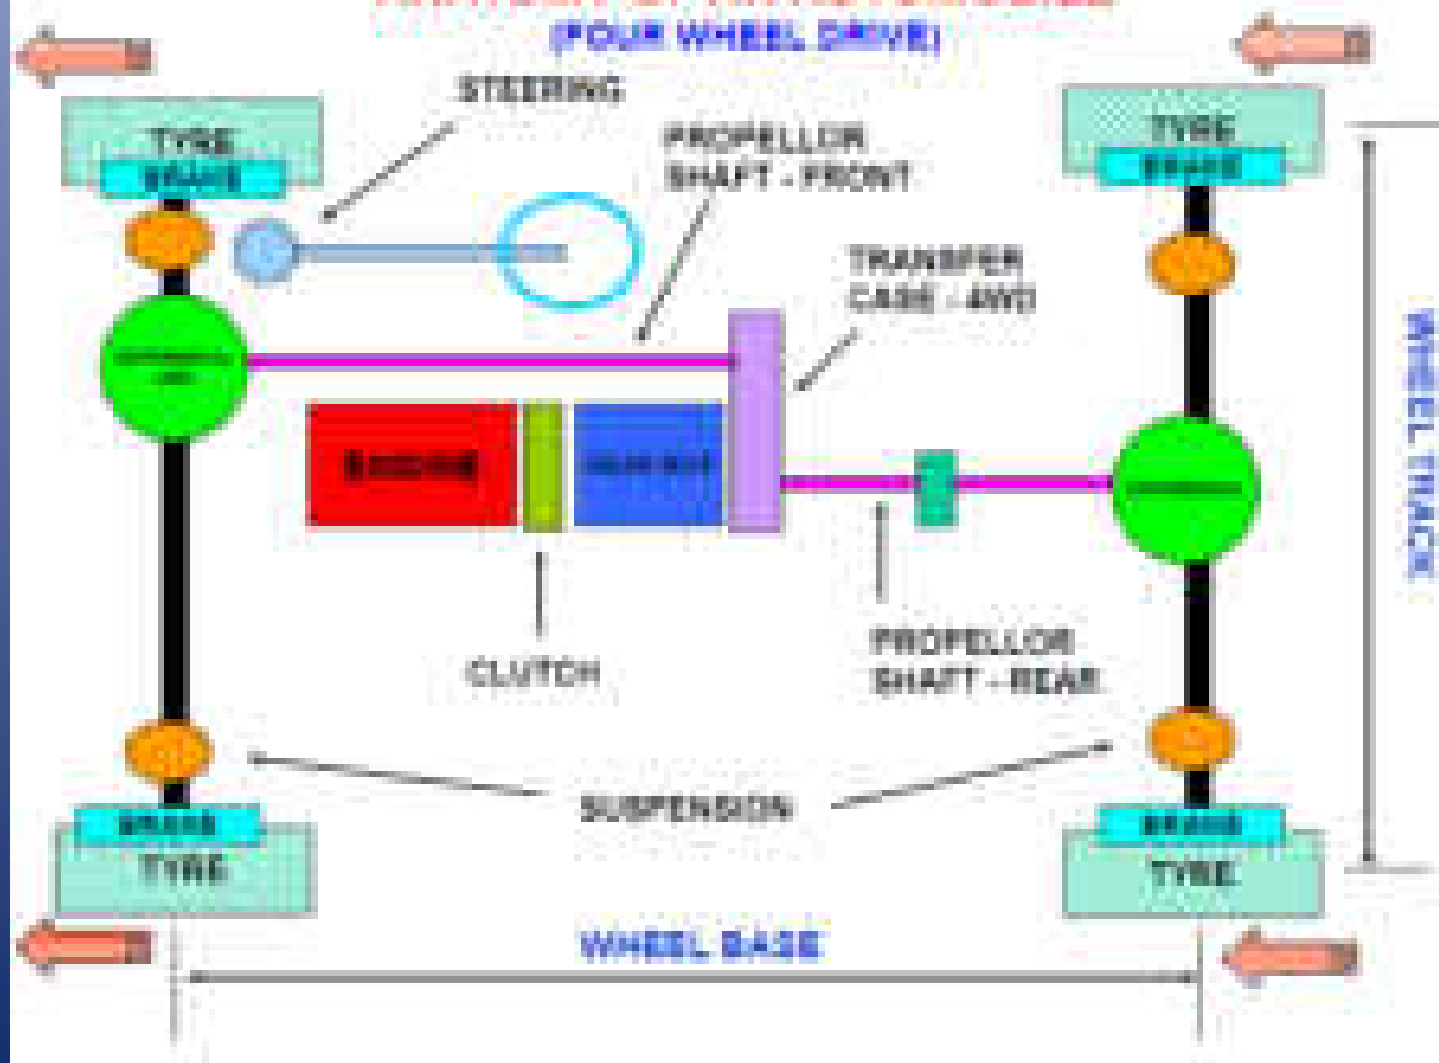 (FOUR WHEEL DRIVE)
STEERING
TYRE
BRAKE
PROPELLOR
SHAFT - FRONT
TYRE
BRAKE
TRANSFER
CASE - 4WD
ENGINE
WHEEL TRACK
CLUTCH
PROPELLOR
SHAFT - REAR
SUSPENSION
BRAKE
TYRE
BRAKE
TYRE
WHEEL BASE